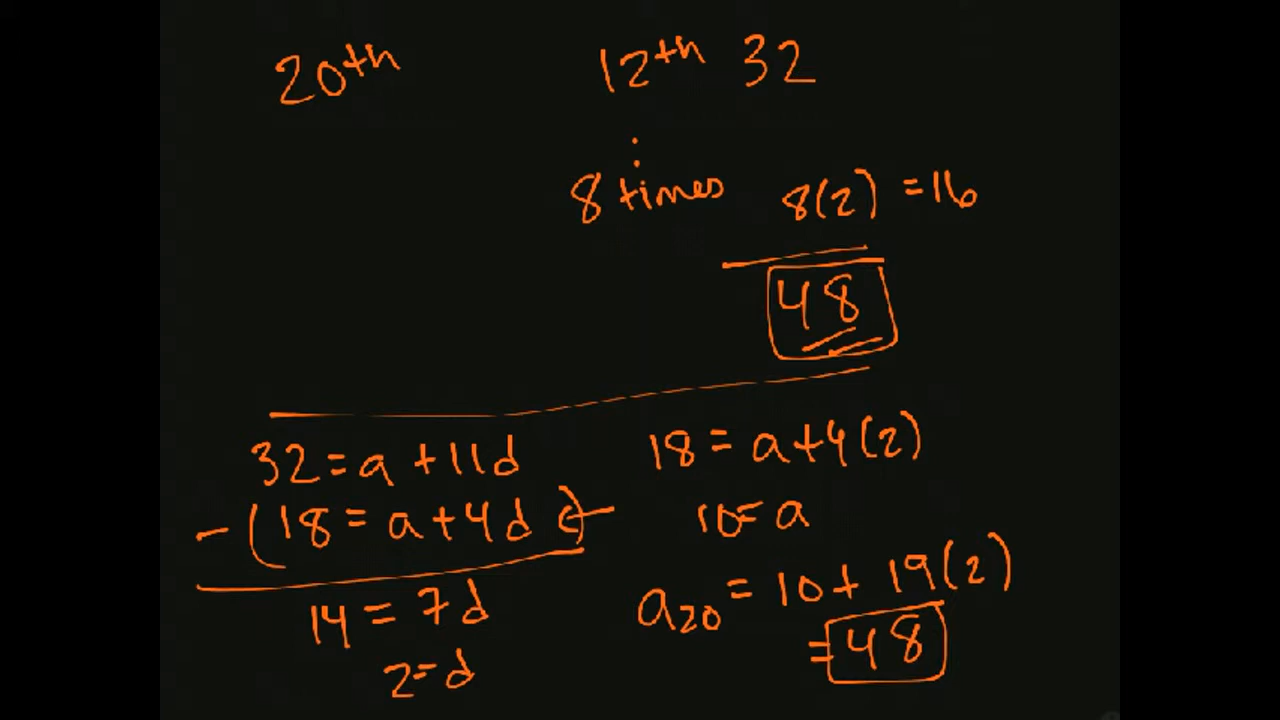 20th 12th 32
:
8 times 8(2) = 16
48
32 = a + 11d
-(18 = a + 4d)
14 = 7d
2 = d
18 = a + 4(2)
10 = a
a20 = 10 + 19(2)
= 48